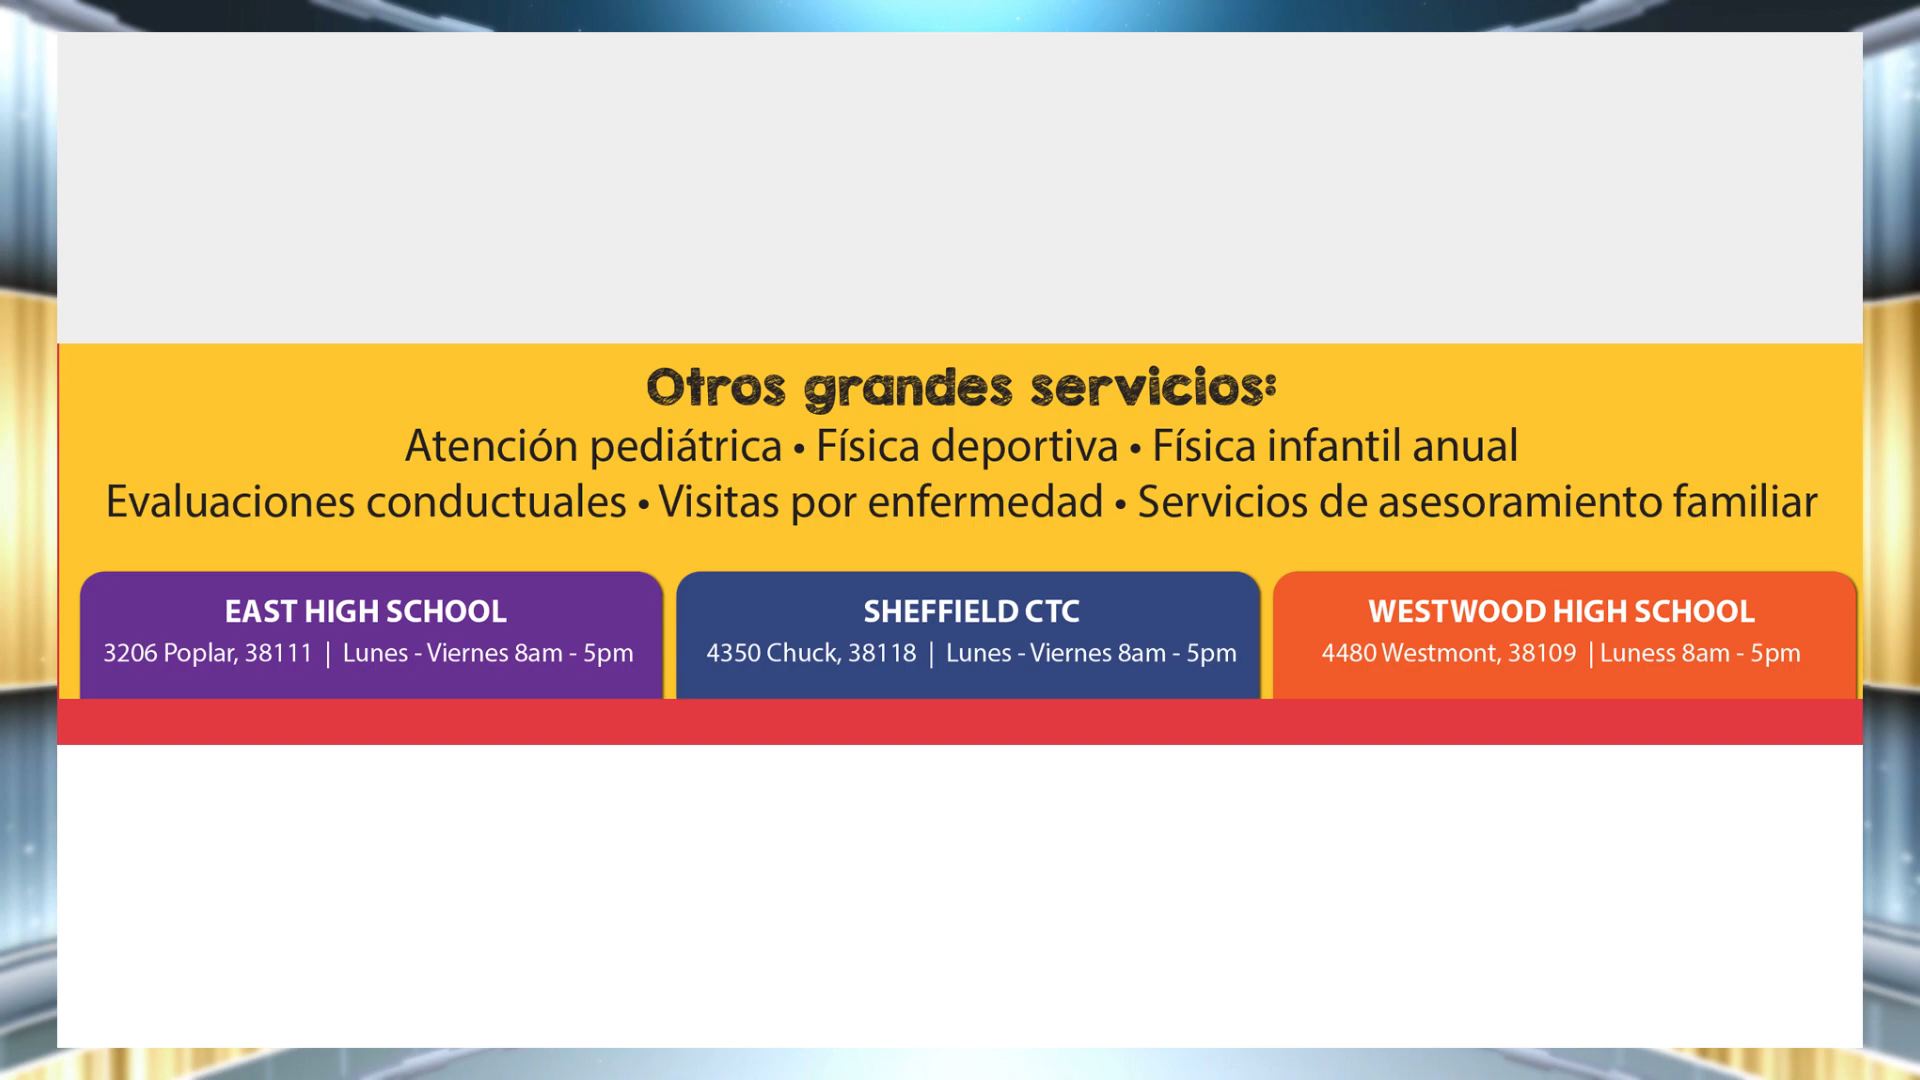 Otros grandes servicios:
Atención pediátrica • Física deportiva • Física infantil anual
Evaluaciones conductuales • Visitas por enfermedad • Servicios de asesoramiento familiar
EAST HIGH SCHOOL
3206 Poplar, 38111 | Lunes - Viernes 8am - 5pm
SHEFFIELD CTC
4350 Chuck, 38118 | Lunes - Viernes 8am - 5pm
WESTWOOD HIGH SCHOOL
4480 Westmont, 38109 | Luness 8am - 5pm